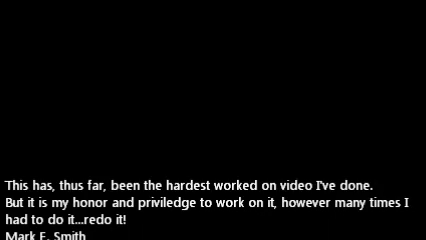 This has, thus far, been the hardest worked on video I've done.
But it is my honor and priviledge to work on it, however many times I
had to do it...redo it!
Mark E. Smith